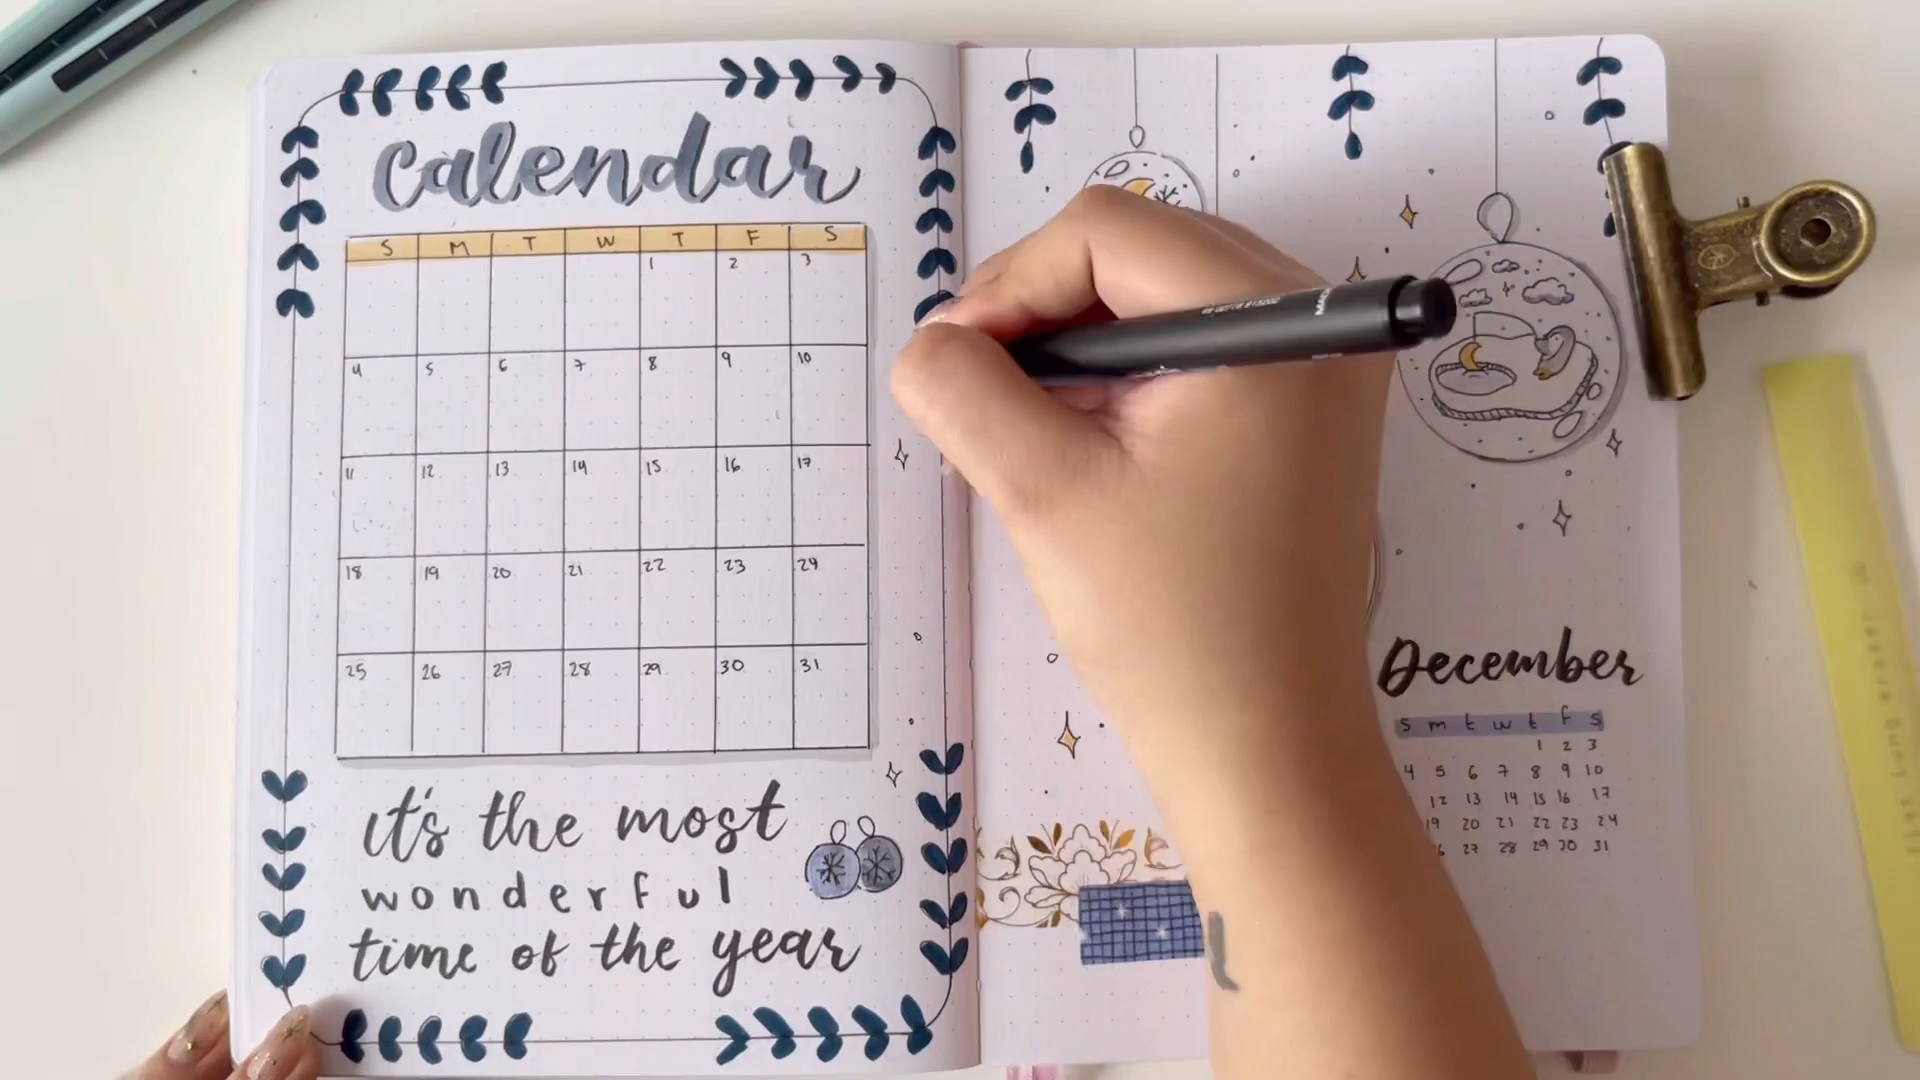 calendar
S M T W T F S
1 2 3
4 5 6 7 8 9 10
11 12 13 14 15 16 17
18 19 20 21 22 23 24
25 26 27 28 29 30 31
it's the most
wonderful
time of the year
December
S m t w t f s
1 2 3
4 5 6 7 8 9 10
12 13 14 15 16 17
19 20 21 22 23 24
27 28 29 30 31